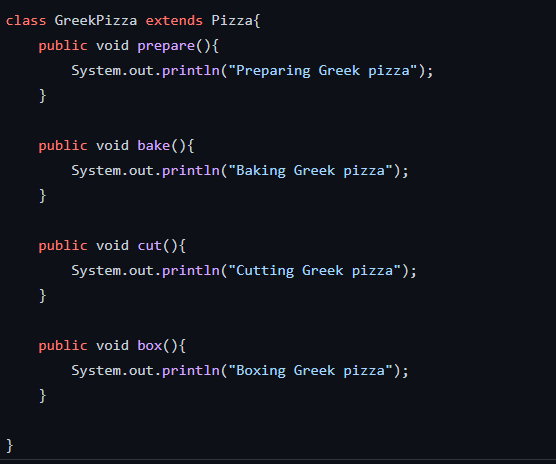 class GreekPizza extends Pizza{
    public void prepare(){
        System.out.println("Preparing Greek pizza");
    }

    public void bake(){
        System.out.println("Baking Greek pizza");
    }

    public void cut(){
        System.out.println("Cutting Greek pizza");
    }

    public void box(){
        System.out.println("Boxing Greek pizza");
    }

}